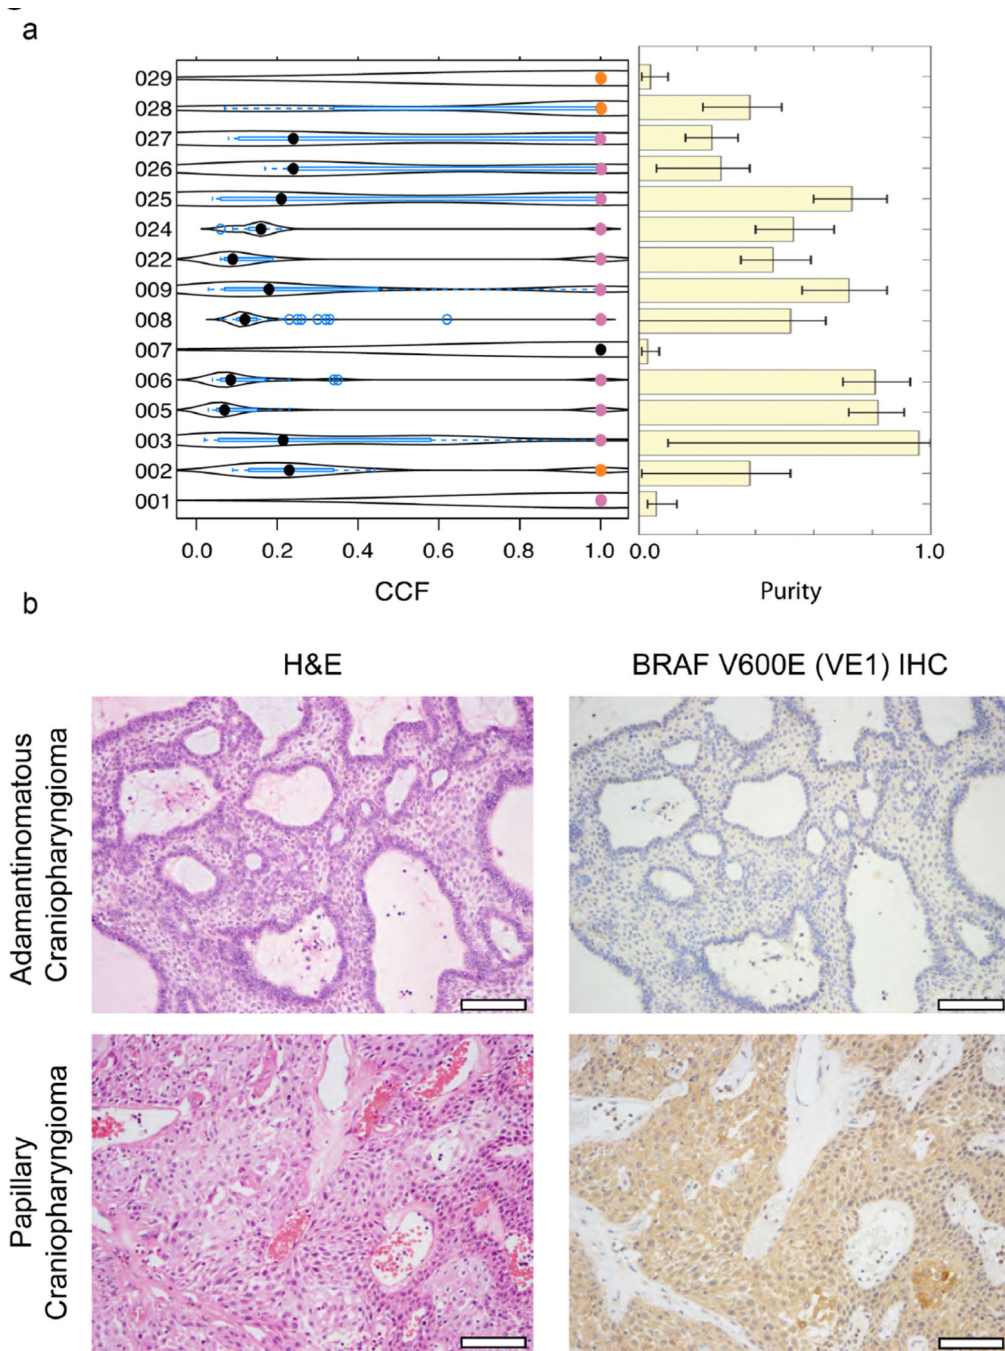 a
029
028
027
026
025
024
022
009
008
007
006
005
003
002
001
0.0 0.2 0.4 0.6 0.8 1.0 0.0 1.0
CCF Purity
b
H&E BRAF V600E (VE1) IHC
Adamantinomatous
Craniopharyngioma
Papillary
Craniopharyngioma